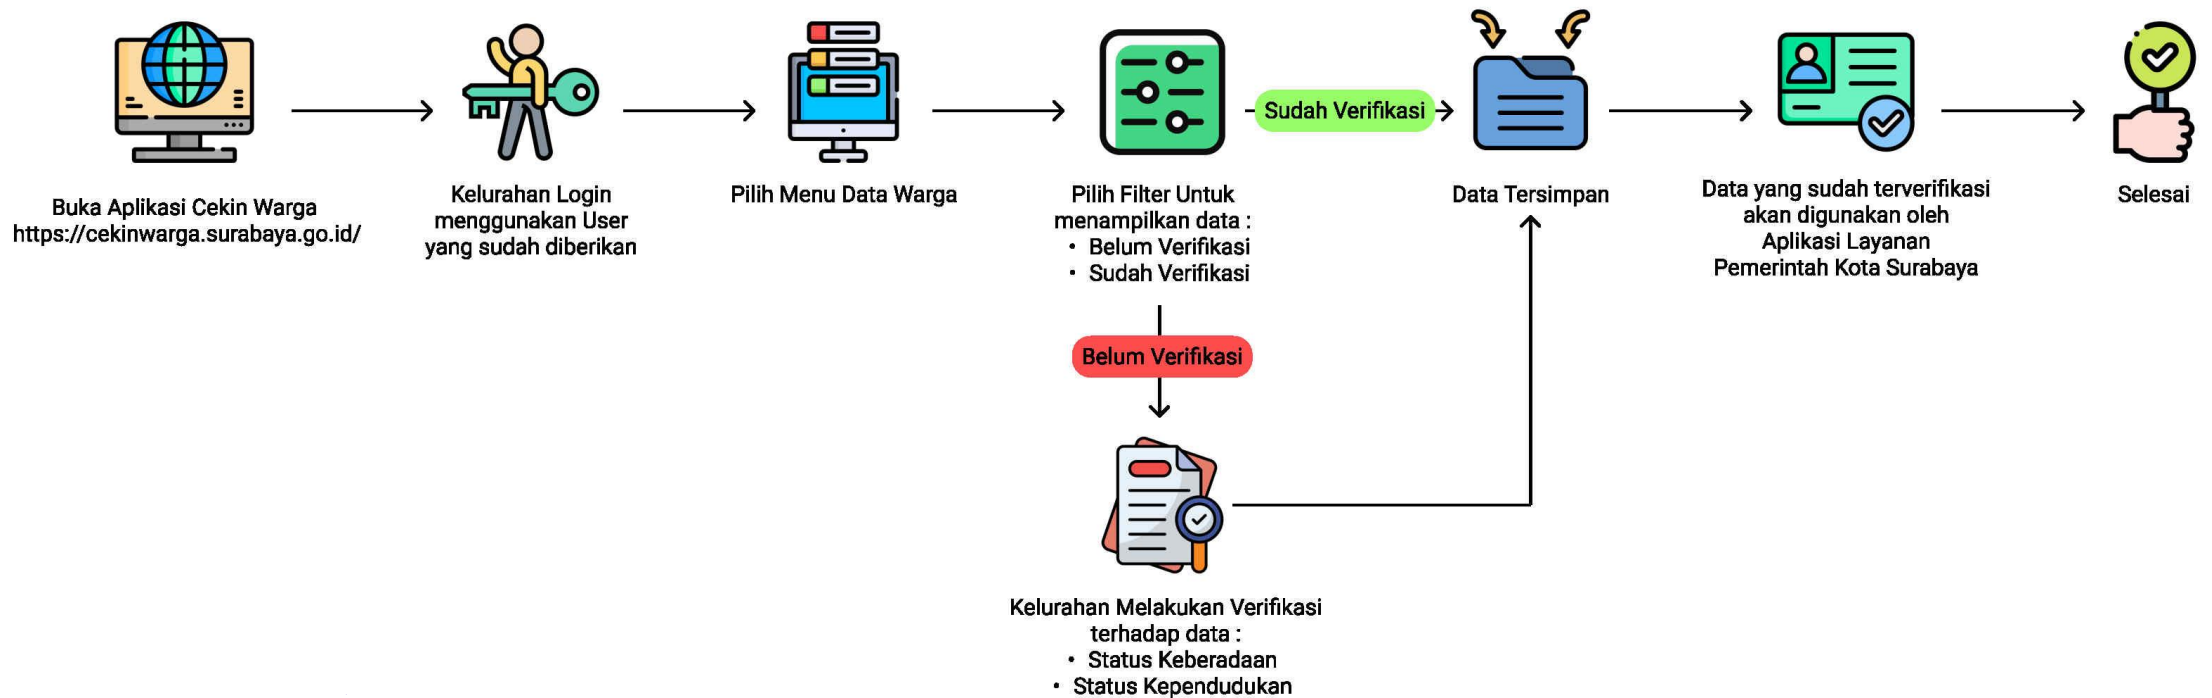 Buka Aplikasi Cekin Warga
https://cekinwarga.surabaya.go.id/
Kelurahan Login
menggunakan User
yang sudah diberikan
Pilih Menu Data Warga
Pilih Filter Untuk
menampilkan data :
• Belum Verifikasi
• Sudah Verifikasi
Sudah Verifikasi
Belum Verifikasi
Kelurahan Melakukan Verifikasi
terhadap data :
• Status Keberadaan
• Status Kependudukan
Data Tersimpan
Data yang sudah terverifikasi
akan digunakan oleh
Aplikasi Layanan
Pemerintah Kota Surabaya
Selesai